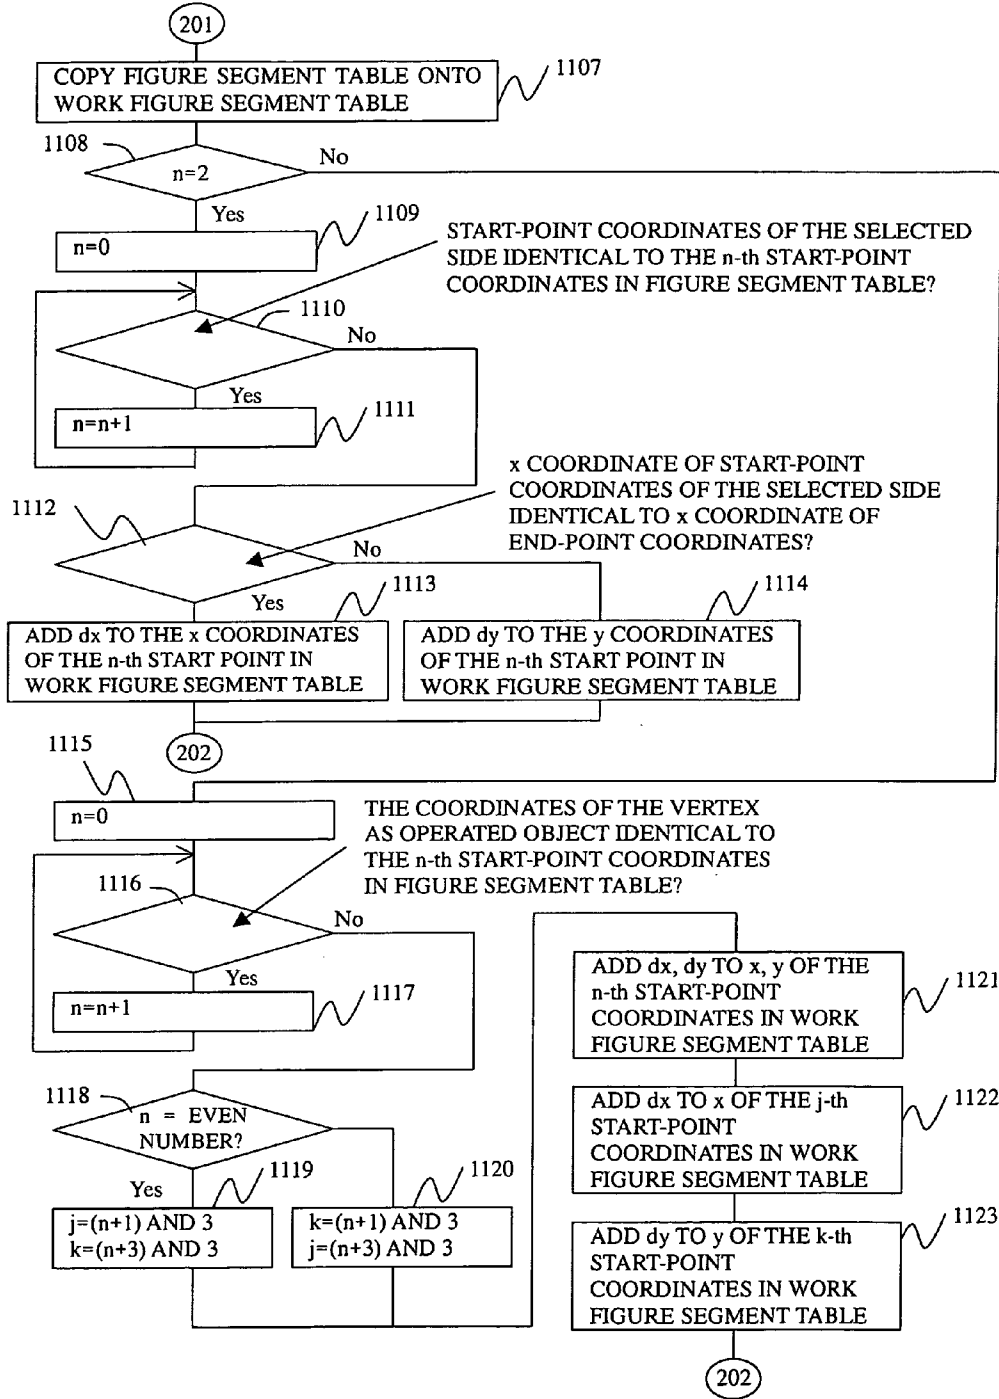 201
COPY FIGURE SEGMENT TABLE ONTO
WORK FIGURE SEGMENT TABLE
1107
1108
n=2
No
Yes
1109
n=0
START-POINT COORDINATES OF THE SELECTED
SIDE IDENTICAL TO THE n-th START-POINT
COORDINATES IN FIGURE SEGMENT TABLE?
1110
No
Yes
1111
n=n+1
x COORDINATE OF START-POINT
COORDINATES OF THE SELECTED SIDE
IDENTICAL TO x COORDINATE OF
END-POINT COORDINATES?
1112
No
Yes
1113
1114
ADD dx TO THE x COORDINATES
OF THE n-th START POINT IN
WORK FIGURE SEGMENT TABLE
ADD dy TO THE y COORDINATES
OF THE n-th START POINT IN
WORK FIGURE SEGMENT TABLE
202
1115
n=0
THE COORDINATES OF THE VERTEX
AS OPERATED OBJECT IDENTICAL TO
THE n-th START-POINT COORDINATES
IN FIGURE SEGMENT TABLE?
1116
No
Yes
1117
n=n+1
1118
n = EVEN
NUMBER?
Yes
1119
1120
j=(n+1) AND 3
k=(n+3) AND 3
k=(n+1) AND 3
j=(n+3) AND 3
ADD dx, dy TO x, y OF THE
n-th START-POINT
COORDINATES IN WORK
FIGURE SEGMENT TABLE
1121
ADD dx TO x OF THE j-th
START-POINT
COORDINATES IN WORK
FIGURE SEGMENT TABLE
1122
ADD dy TO y OF THE k-th
START-POINT
COORDINATES IN WORK
FIGURE SEGMENT TABLE
1123
202